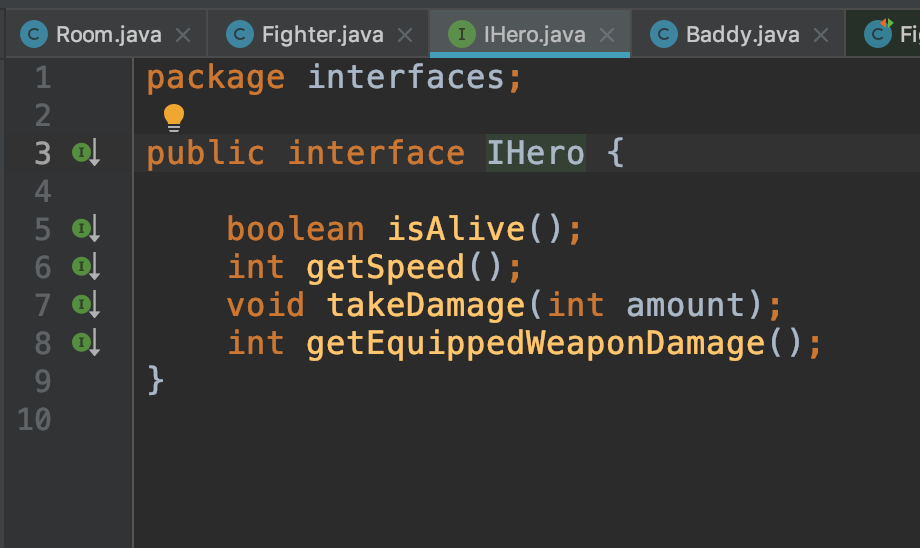 Room.java Fighter.java IHero.java Baddy.java Fi
1 package interfaces;
2
3 public interface IHero {
4
5 boolean isAlive();
6 int getSpeed();
7 void takeDamage(int amount);
8 int getEquippedWeaponDamage();
9 }
10